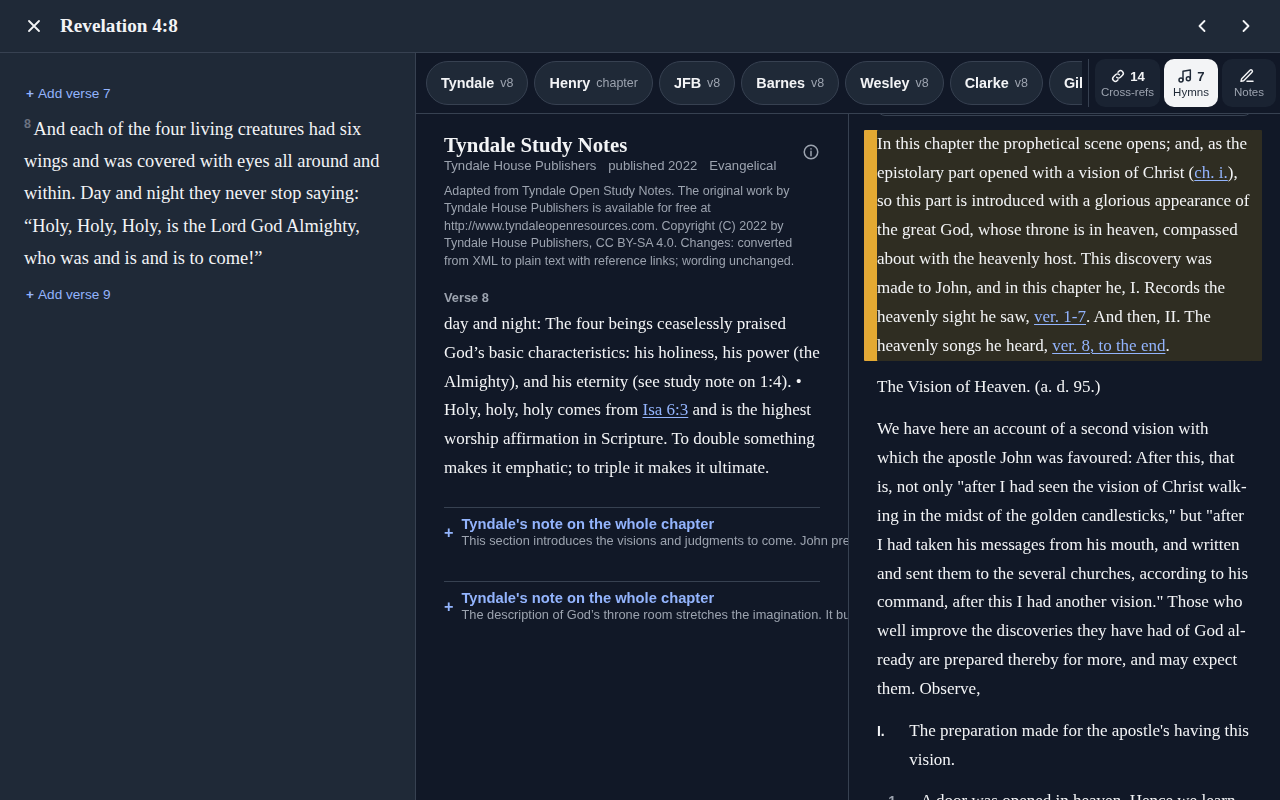 Revelation 4:8
+ Add verse 7
8 And each of the four living creatures had six
wings and was covered with eyes all around and
within. Day and night they never stop saying:
“Holy, Holy, Holy, is the Lord God Almighty,
who was and is and is to come!”
+ Add verse 9
Tyndale v8
Henry chapter
JFB v8
Barnes v8
Wesley v8
Clarke v8
Gil
14
Cross-refs
7
Hymns
Notes
Tyndale Study Notes
Tyndale House Publishers published 2022 Evangelical
Adapted from Tyndale Open Study Notes. The original work by
Tyndale House Publishers is available for free at
http://www.tyndaleopenresources.com. Copyright (C) 2022 by
Tyndale House Publishers, CC BY-SA 4.0. Changes: converted
from XML to plain text with reference links; wording unchanged.
Verse 8
day and night: The four beings ceaselessly praised
God’s basic characteristics: his holiness, his power (the
Almighty), and his eternity (see study note on 1:4). •
Holy, holy, holy comes from Isa 6:3 and is the highest
worship affirmation in Scripture. To double something
makes it emphatic; to triple it makes it ultimate.
+ Tyndale's note on the whole chapter
This section introduces the visions and judgments to come. John pre
+ Tyndale's note on the whole chapter
The description of God’s throne room stretches the imagination. It bu
In this chapter the prophetical scene opens; and, as the
epistolary part opened with a vision of Christ (ch. i.),
so this part is introduced with a glorious appearance of
the great God, whose throne is in heaven, compassed
about with the heavenly host. This discovery was
made to John, and in this chapter he, I. Records the
heavenly sight he saw, ver. 1-7. And then, II. The
heavenly songs he heard, ver. 8, to the end.
The Vision of Heaven. (a. d. 95.)
We have here an account of a second vision with
which the apostle John was favoured: After this, that
is, not only "after I had seen the vision of Christ walk-
ing in the midst of the golden candlesticks," but "after
I had taken his messages from his mouth, and written
and sent them to the several churches, according to his
command, after this I had another vision." Those who
well improve the discoveries they have had of God al-
ready are prepared thereby for more, and may expect
them. Observe,
I. The preparation made for the apostle's having this
vision.
1. A door was opened in heaven. Hence we learn